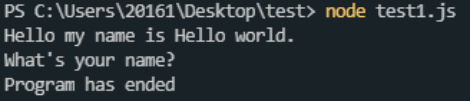 PS C:\Users\20161\Desktop\test> node test1.js
Hello my name is Hello world.
What's your name?
Program has ended